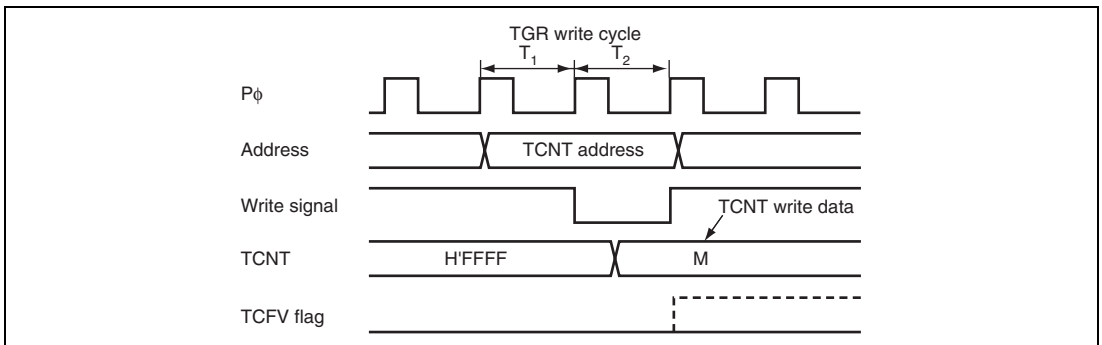 TGR write cycle
T1 T2
Pϕ
Address TCNT address
Write signal
TCNT write data
TCNT H'FFFF M
TCFV flag